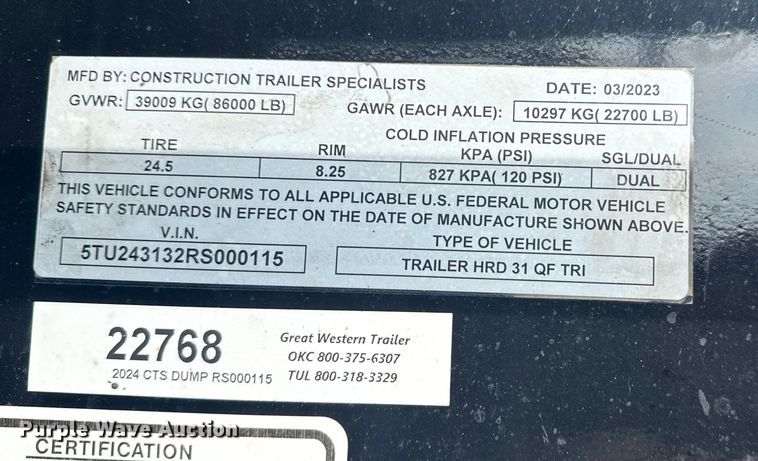 MFD BY: CONSTRUCTION TRAILER SPECIALISTS DATE: 03/2023
GVWR: 39009 KG( 86000 LB) GAWR (EACH AXLE): 10297 KG( 22700 LB)
COLD INFLATION PRESSURE
TIRE RIM KPA (PSI) SGL/DUAL
24.5 8.25 827 KPA( 120 PSI) DUAL
THIS VEHICLE CONFORMS TO ALL APPLICABLE U.S. FEDERAL MOTOR VEHICLE
SAFETY STANDARDS IN EFFECT ON THE DATE OF MANUFACTURE SHOWN ABOVE.
V.I.N. TYPE OF VEHICLE
5TU243132RS000115 TRAILER HRD 31 QF TRI
22768 Great Western Trailer
OKC 800-375-6307
2024 CTS DUMP RS000115 TUL 800-318-3329
Purple Wave Auction
CERTIFICATION